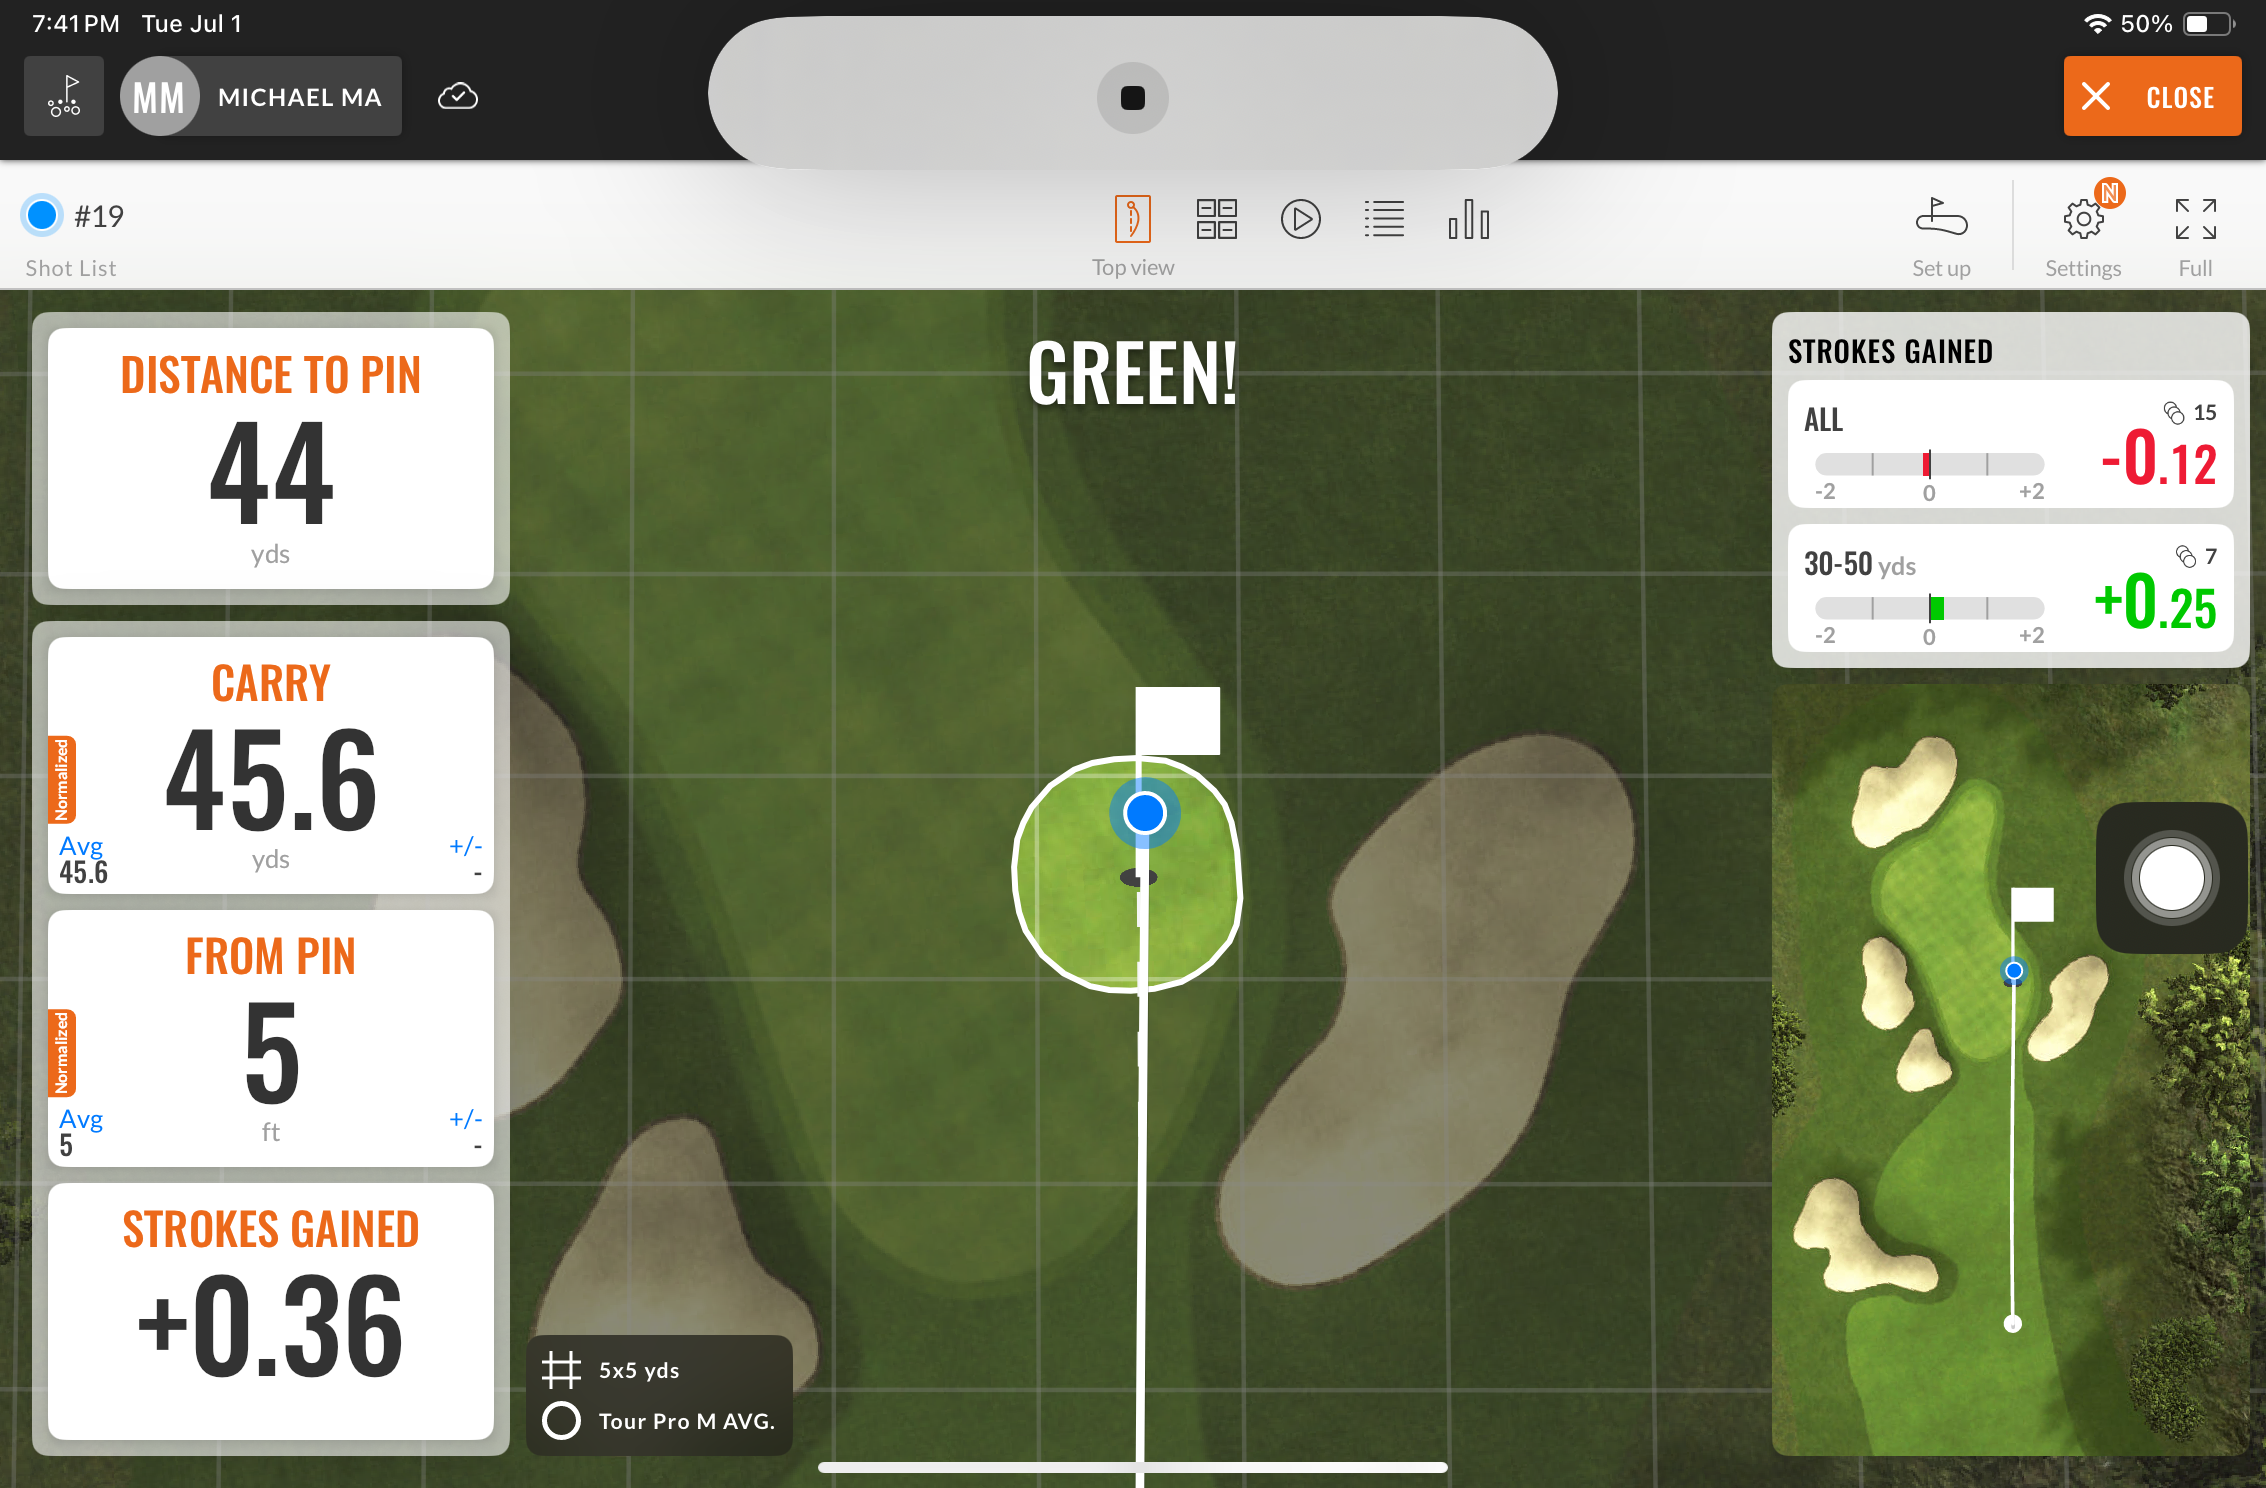 7:41 PM Tue Jul 1
50%
MM MICHAEL MA
CLOSE
#19
Shot List
Top view
Set up
N
Settings
Full
DISTANCE TO PIN
44
yds
CARRY
Normalized
45.6
Avg
45.6
yds
+/-
-
FROM PIN
Normalized
5
Avg
5
ft
+/-
-
STROKES GAINED
+0.36
GREEN!
5x5 yds
Tour Pro M AVG.
STROKES GAINED
ALL
15
-0.12
-2 0 +2
30-50 yds
7
+0.25
-2 0 +2